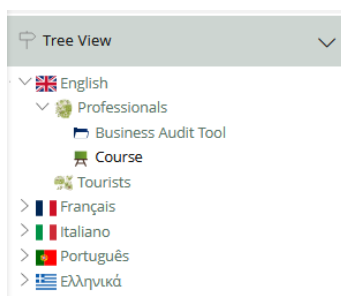 Tree View
English
Professionals
Business Audit Tool
Course
Tourists
Français
Italiano
Português
Ελληνικά